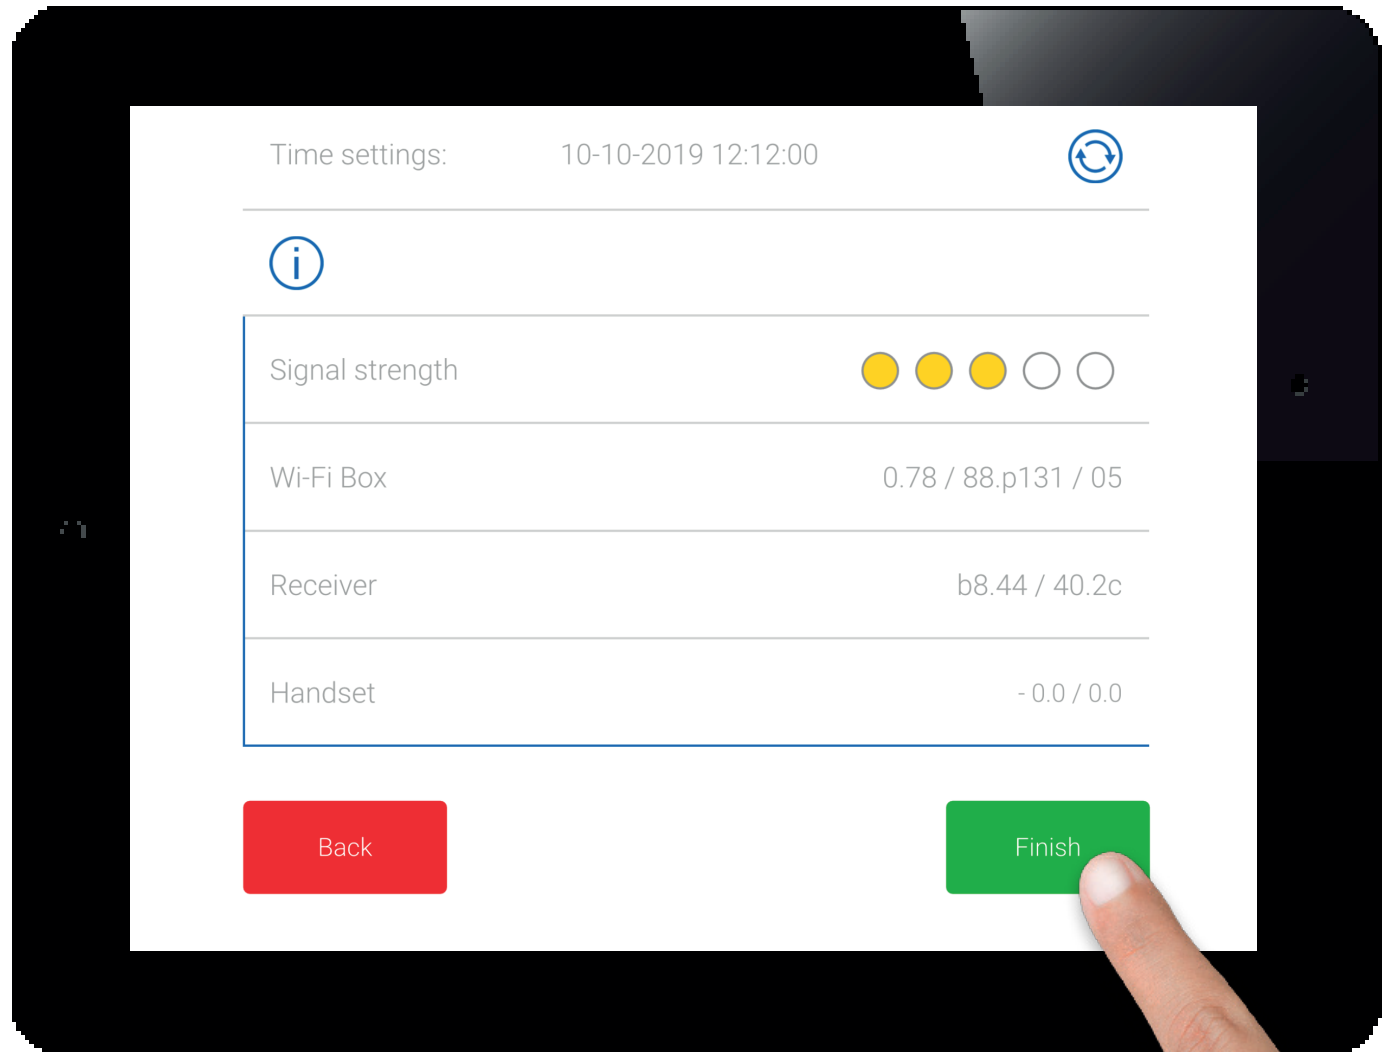 Time settings: 10-10-2019 12:12:00
i
Signal strength
Wi-Fi Box 0.78 / 88.p131 / 05
Receiver b8.44 / 40.2c
Handset - 0.0 / 0.0
Back Finish